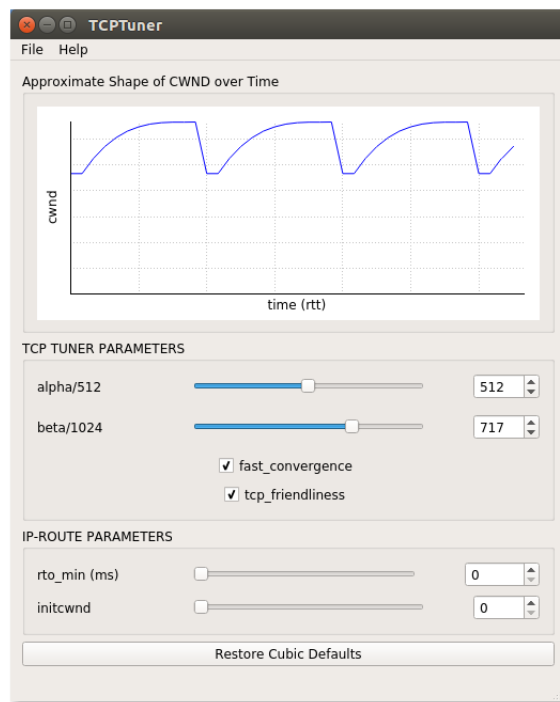 TCPTuner
File Help
Approximate Shape of CWND over Time
cwnd
time (rtt)
TCP TUNER PARAMETERS
alpha/512 512
beta/1024 717
fast_convergence
tcp_friendliness
IP-ROUTE PARAMETERS
rto_min (ms) 0
initcwnd 0
Restore Cubic Defaults